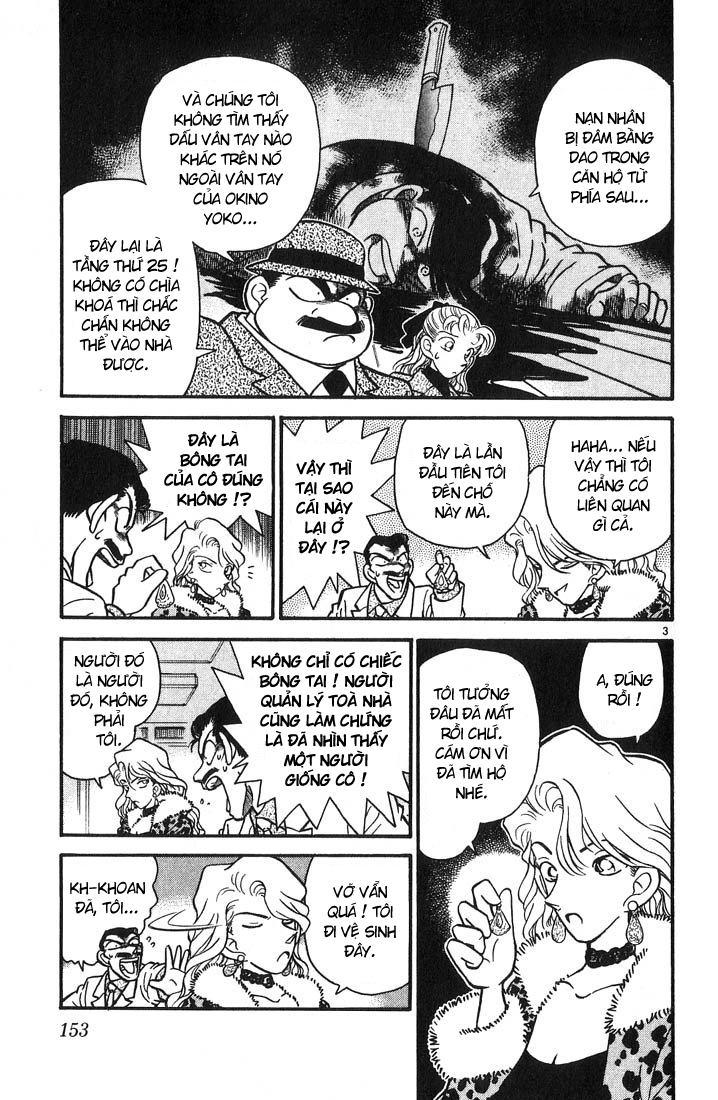 NẠN NHÂN
BỊ ĐÂM BẰNG
DAO TRONG
CĂN HỘ TỪ
PHÍA SAU...
VÀ CHÚNG TÔI
KHÔNG TÌM THẤY
DẤU VÂN TAY NÀO
KHÁC TRÊN NÓ
NGOÀI VÂN TAY
CỦA OKINO
YOKO...
ĐÂY LẠI LÀ
TẦNG THỨ 25 !
KHÔNG CÓ CHÌA
KHOÁ THÌ CHẮC
CHẮN KHÔNG
THỂ VÀO NHÀ
ĐƯỢC.
HAHA... NẾU
VẬY THÌ TÔI
CHẲNG CÓ
LIÊN QUAN
GÌ CẢ.
ĐÂY LÀ LẦN
ĐẦU TIÊN TÔI
ĐẾN CHÓ
NÀY MÀ.
VẬY THÌ
TẠI SAO
CÁI NÀY
LẠI Ở
ĐÂY !?
ĐÂY LÀ
BÔNG TAI
CỦA CÔ ĐÚNG
KHÔNG !?
3
A, ĐÚNG
RỒI !
TÔI TƯỞNG
ĐÂU ĐÃ MẤT
RỒI CHỨ.
CÁM ƠN VÌ
ĐÃ TÌM HỘ
NHÉ.
KHÔNG CHỈ CÓ CHIẾC
BÔNG TAI ! NGƯỜI
QUẢN LÝ TOÀ NHÀ
CŨNG LÀM CHỨNG
LÀ ĐÃ NHÌN THẤY
MỘT NGƯỜI
GIỐNG CÔ !
NGƯỜI ĐÓ
LÀ NGƯỜI
ĐÓ, KHÔNG
PHẢI
TÔI.
VỚ VẨN
QUÁ ! TÔI
ĐI VỆ SINH
ĐÂY.
KH-KHOAN
ĐÃ, TÔI...
153